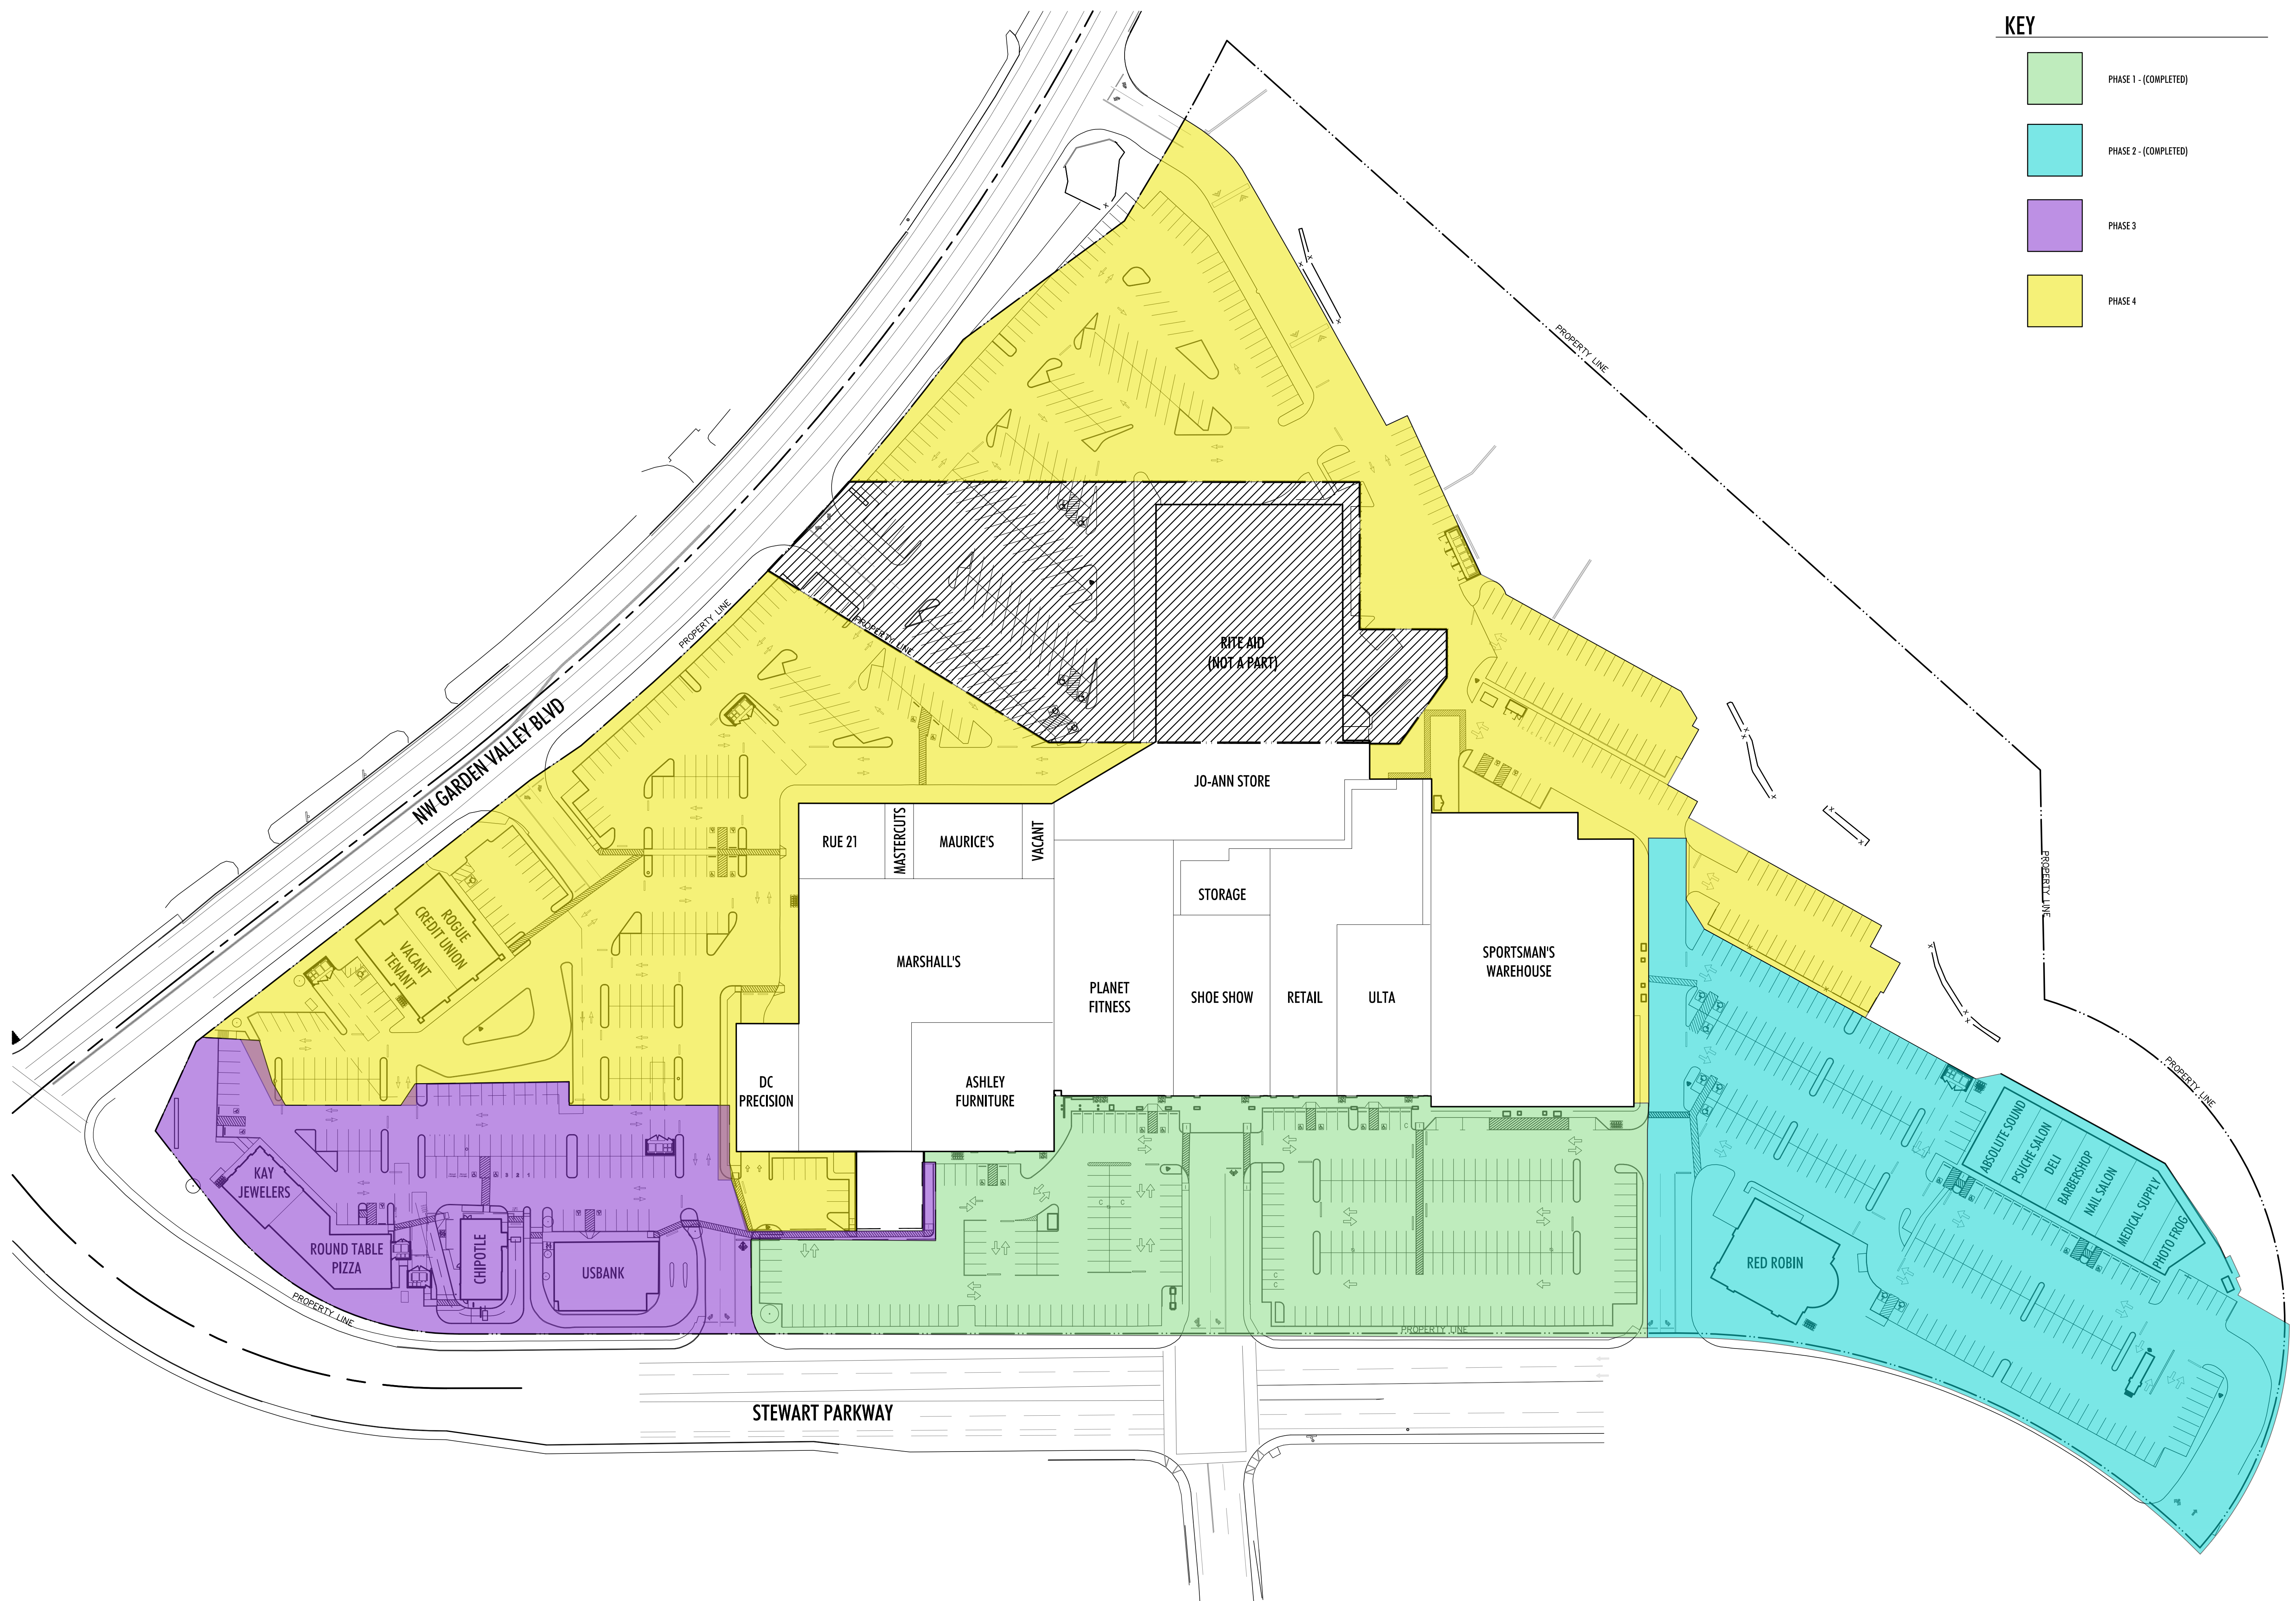 KEY
PHASE 1 - (COMPLETED)
PHASE 2 - (COMPLETED)
PHASE 3
PHASE 4
PROPERTY LINE
RITE AID
(NOT A PART)
PROPERTY LINE
PROPERTY LINE
NW GARDEN VALLEY BLVD
JO-ANN STORE
RUE 21
MASTERCUTS
MAURICE'S
VACANT
STORAGE
PROPERTY LINE
ROGUE
CREDIT UNION
VACANT
TENANT
MARSHALL'S
PLANET
FITNESS
SHOE SHOW
RETAIL
ULTA
SPORTSMAN'S
WAREHOUSE
DC
PRECISION
ASHLEY
FURNITURE
PROPERTY LINE
ABSOLUTE SOUND
PSUCHE SALON
DELI
BARBERSHOP
NAIL SALON
MEDICAL SUPPLY
PHOTO FROG
KAY
JEWELERS
ROUND TABLE
PIZZA
CHIPOTLE
USBANK
RED ROBIN
PROPERTY LINE
PROPERTY LINE
STEWART PARKWAY